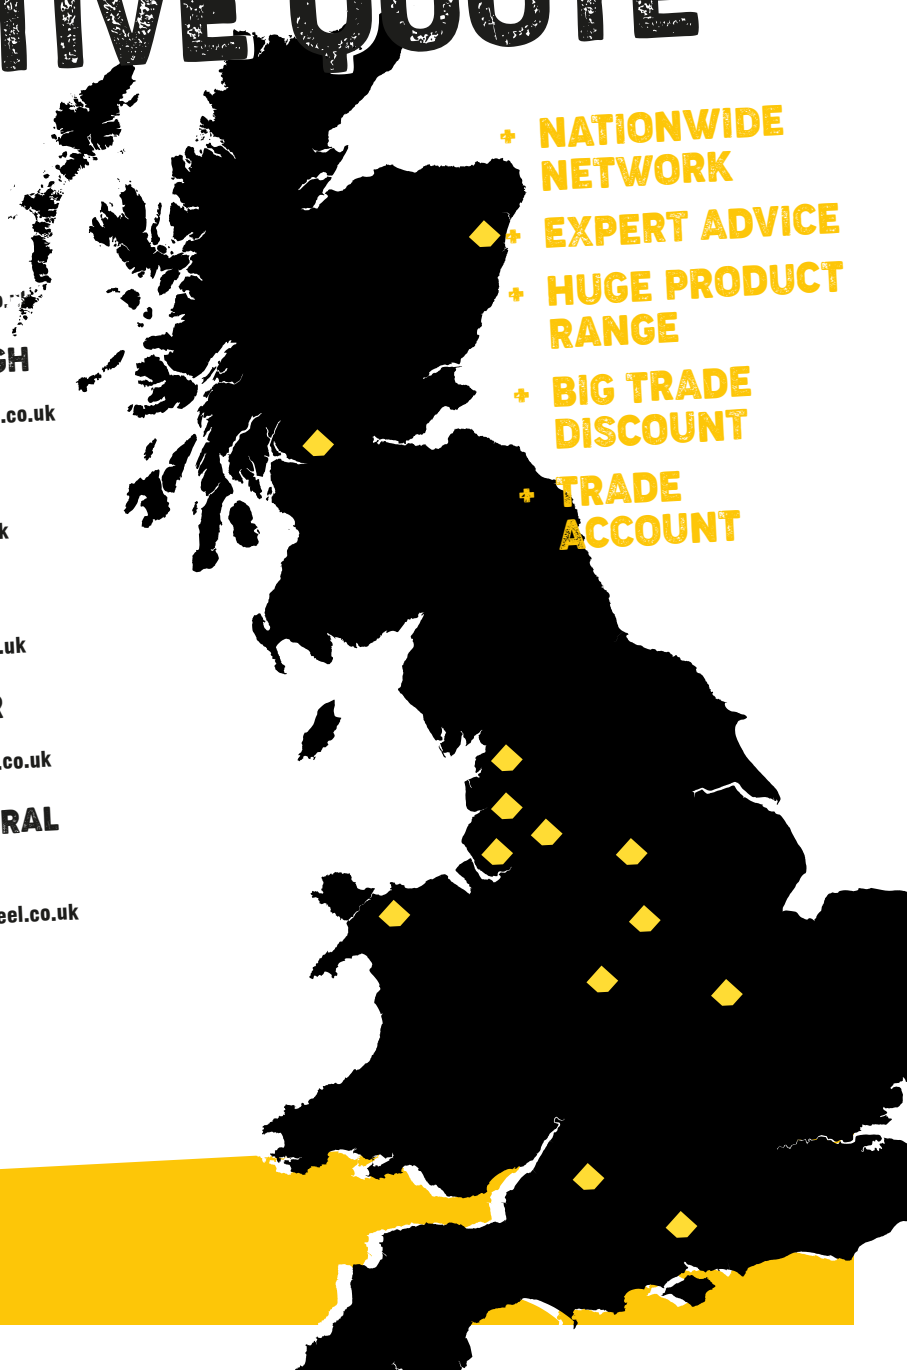 TIVE QUOTE
GH
.co.uk
k
.uk
R
.co.uk
RAL
eel.co.uk
+ NATIONWIDE
NETWORK
+ EXPERT ADVICE
+ HUGE PRODUCT
RANGE
+ BIG TRADE
DISCOUNT
+ TRADE
ACCOUNT